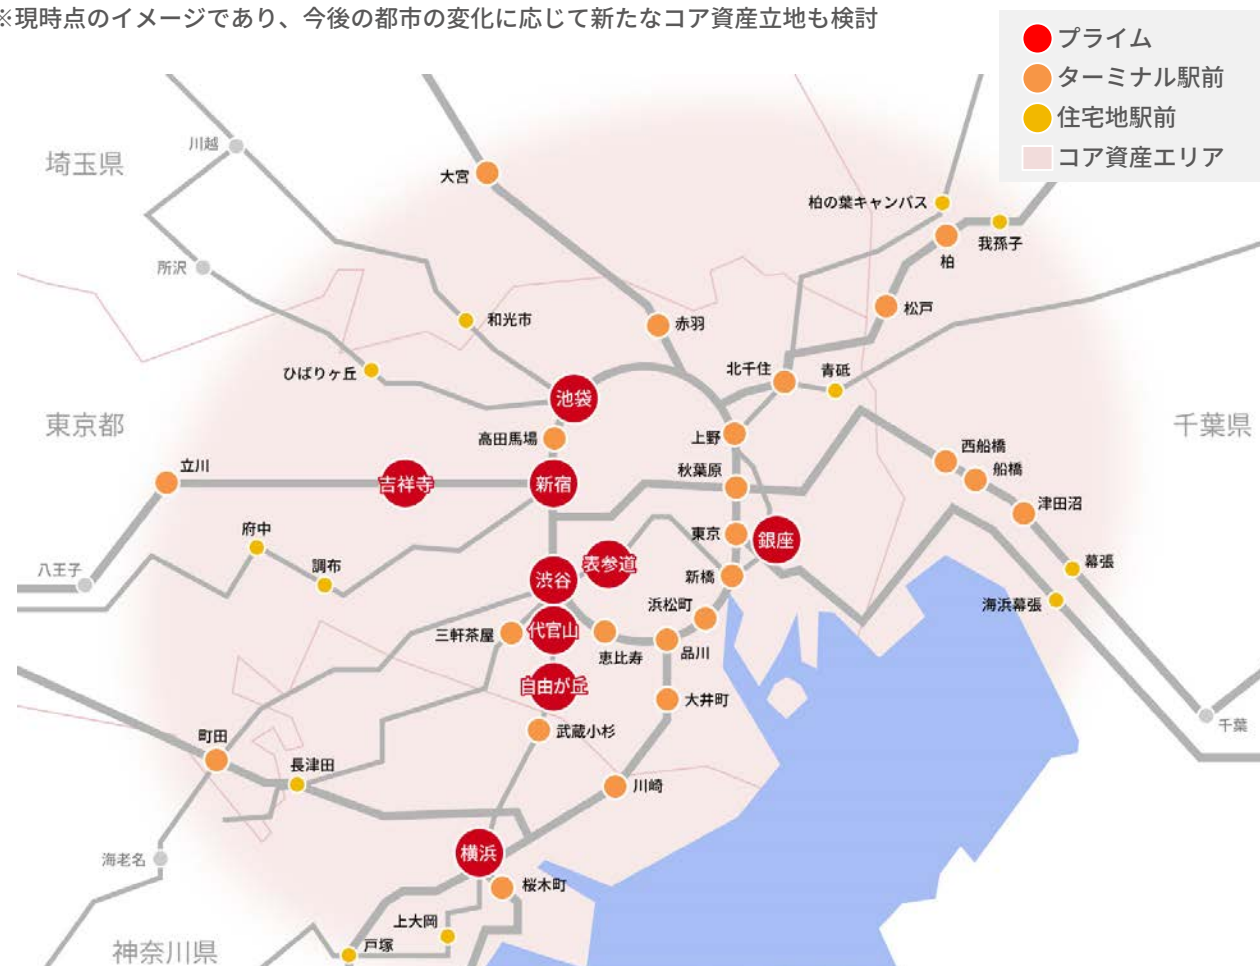 ※現時点のイメージであり、今後の都市の変化に応じて新たなコア資産立地も検討
プライム
ターミナル駅前
住宅地駅前
コア資産エリア
川越
埼玉県
大宮
柏の葉キャンパス
我孫子
柏
所沢
松戸
和光市
赤羽
ひばりヶ丘
北千住
青砥
池袋
東京都
千葉県
高田馬場
上野
西船橋
立川
秋葉原
船橋
吉祥寺
新宿
津田沼
府中
東京
銀座
調布
表参道
幕張
八王子
渋谷
新橋
浜松町
海浜幕張
三軒茶屋
代官山
恵比寿
品川
自由が丘
大井町
千葉
町田
武蔵小杉
長津田
川崎
横浜
海老名
桜木町
上大岡
戸塚
神奈川県